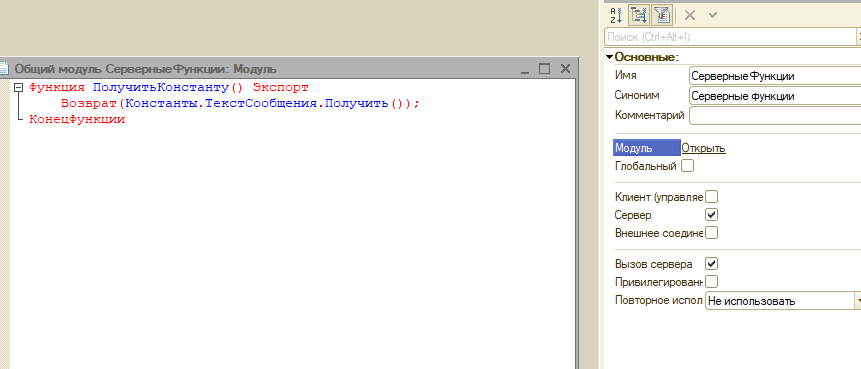 Поиск (Ctrl+Alt+I)
Общий модуль СерверныеФункции: Модуль
Функция ПолучитьКонстанту() Экспорт
Возврат(Константы.ТекстСообщения.Получить());
КонецФункции
Основные:
Имя СерверныеФункции
Синоним Серверные функции
Комментарий
Модуль Открыть
Глобальный
Клиент (управляе
Сервер
Внешнее соедине
Вызов сервера
Привилегированн
Повторное испол Не использовать